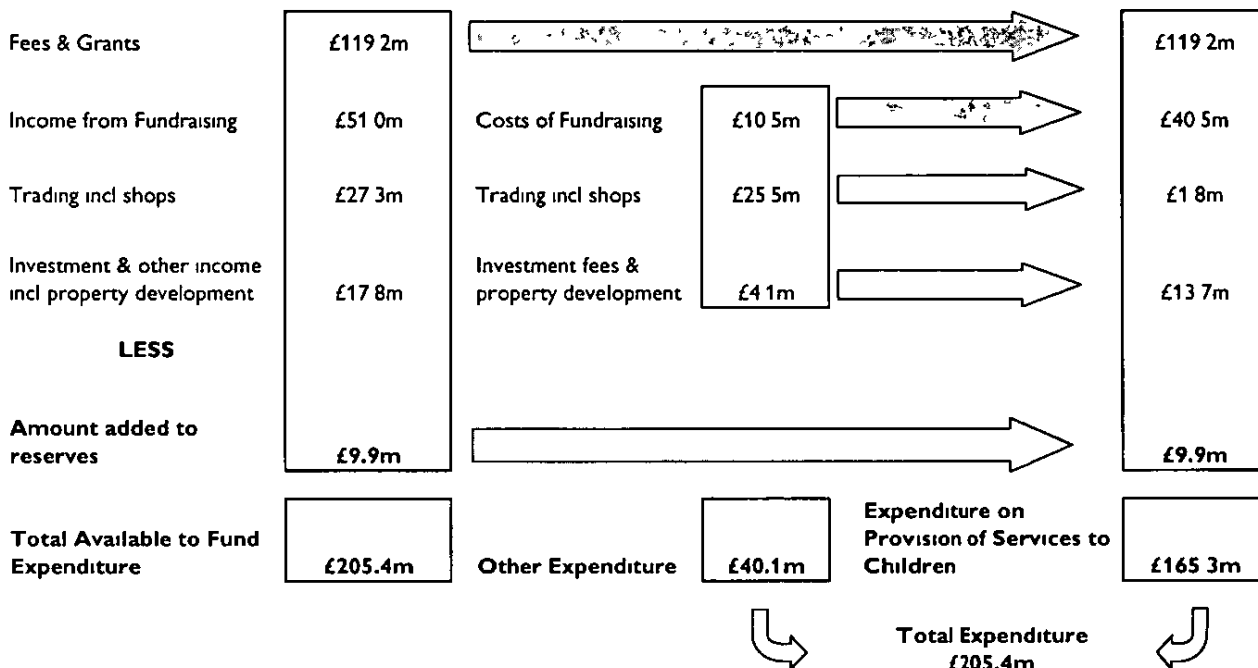 Fees & Grants £119 2m £119 2m
Income from Fundraising £51 0m Costs of Fundraising £10 5m £40 5m
Trading incl shops £27 3m Trading incl shops £25 5m £1 8m
Investment & other income Investment fees &
incl property development £17 8m property development £4 1m £13 7m
LESS
Amount added to
reserves £9.9m £9.9m
Expenditure on
Total Available to Fund Provision of Services to
Expenditure £205.4m Other Expenditure £40.1m Children £165 3m
Total Expenditure
£205.4m